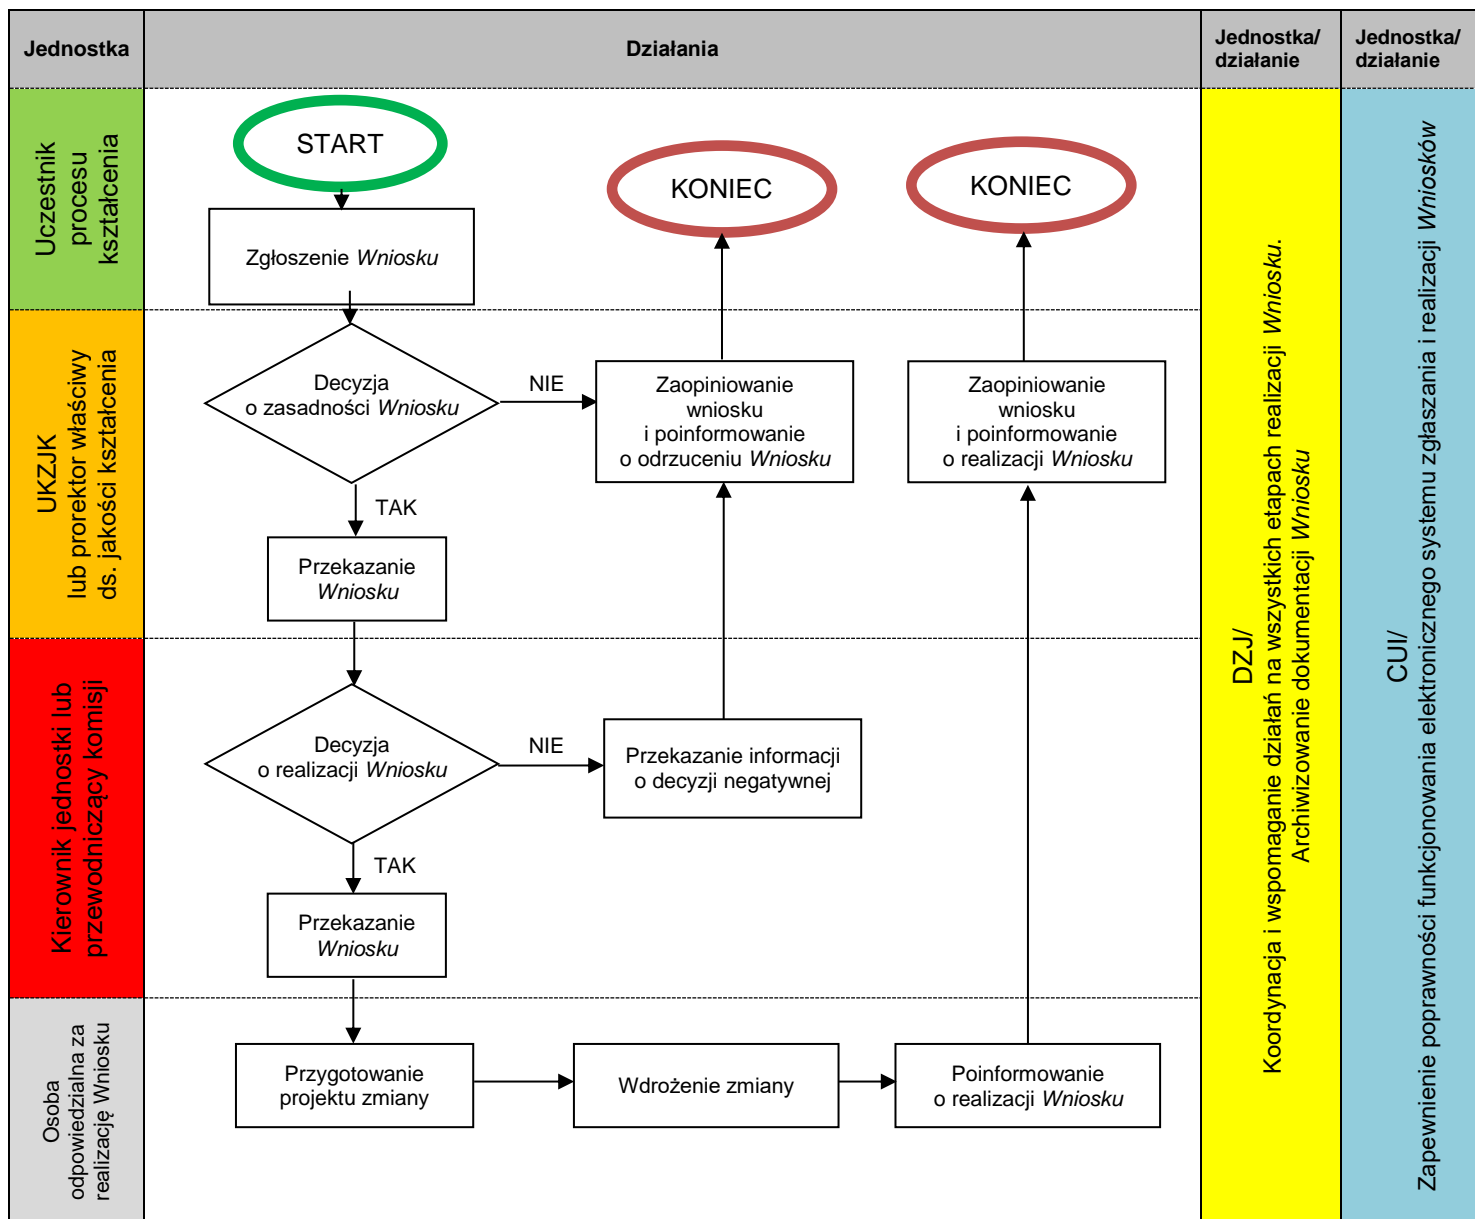 Jednostka
Działania
Jednostka/
działanie
Jednostka/
działanie
Uczestnik
procesu
kształcenia
START
KONIEC
KONIEC
Zgłoszenie Wniosku
UKZJK
lub prorektor właściwy
ds. jakości kształcenia
Decyzja
o zasadności Wniosku
NIE
Zaopiniowanie
wniosku
i poinformowanie
o odrzuceniu Wniosku
Zaopiniowanie
wniosku
i poinformowanie
o realizacji Wniosku
TAK
Przekazanie
Wniosku
Kierownik jednostki lub
przewodniczący komisji
Decyzja
o realizacji Wniosku
NIE
Przekazanie informacji
o decyzji negatywnej
TAK
Przekazanie
Wniosku
Osoba
odpowiedzialna za
realizację Wniosku
Przygotowanie
projektu zmiany
Wdrożenie zmiany
Poinformowanie
o realizacji Wniosku
DZJ/
Koordynacja i wspomaganie działań na wszystkich etapach realizacji Wniosku.
Archiwizowanie dokumentacji Wniosku
CUI/
Zapewnienie poprawności funkcjonowania elektronicznego systemu zgłaszania i realizacji Wniosków